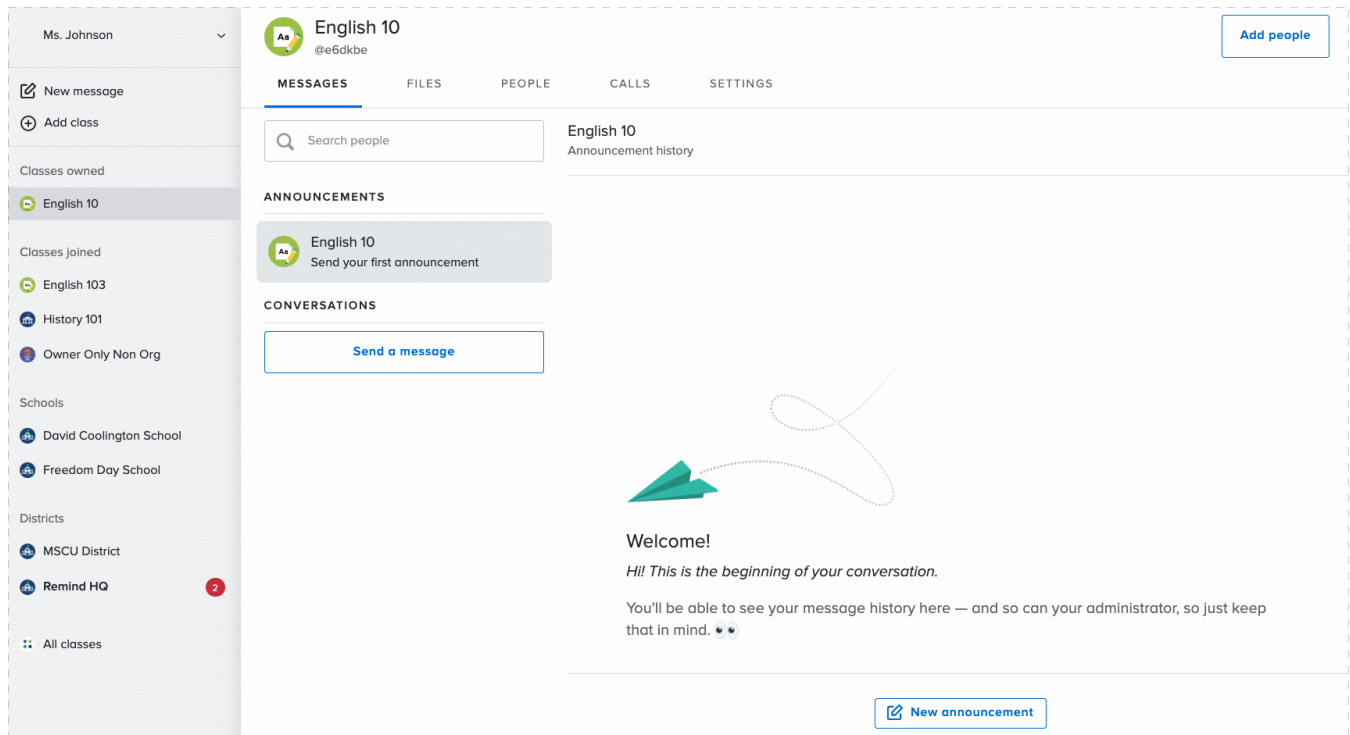 Ms. Johnson
New message
Add class
Classes owned
English 10
Classes joined
English 103
History 101
Owner Only Non Org
Schools
David Coolington School
Freedom Day School
Districts
MSCU District
Remind HQ 2
All classes
Aa
English 10
@e6dkbe
Add people
MESSAGES FILES PEOPLE CALLS SETTINGS
Search people
ANNOUNCEMENTS
Aa
English 10
Send your first announcement
CONVERSATIONS
Send a message
English 10
Announcement history
Welcome!
Hi! This is the beginning of your conversation.
You'll be able to see your message history here — and so can your administrator, so just keep
that in mind. 👀
New announcement